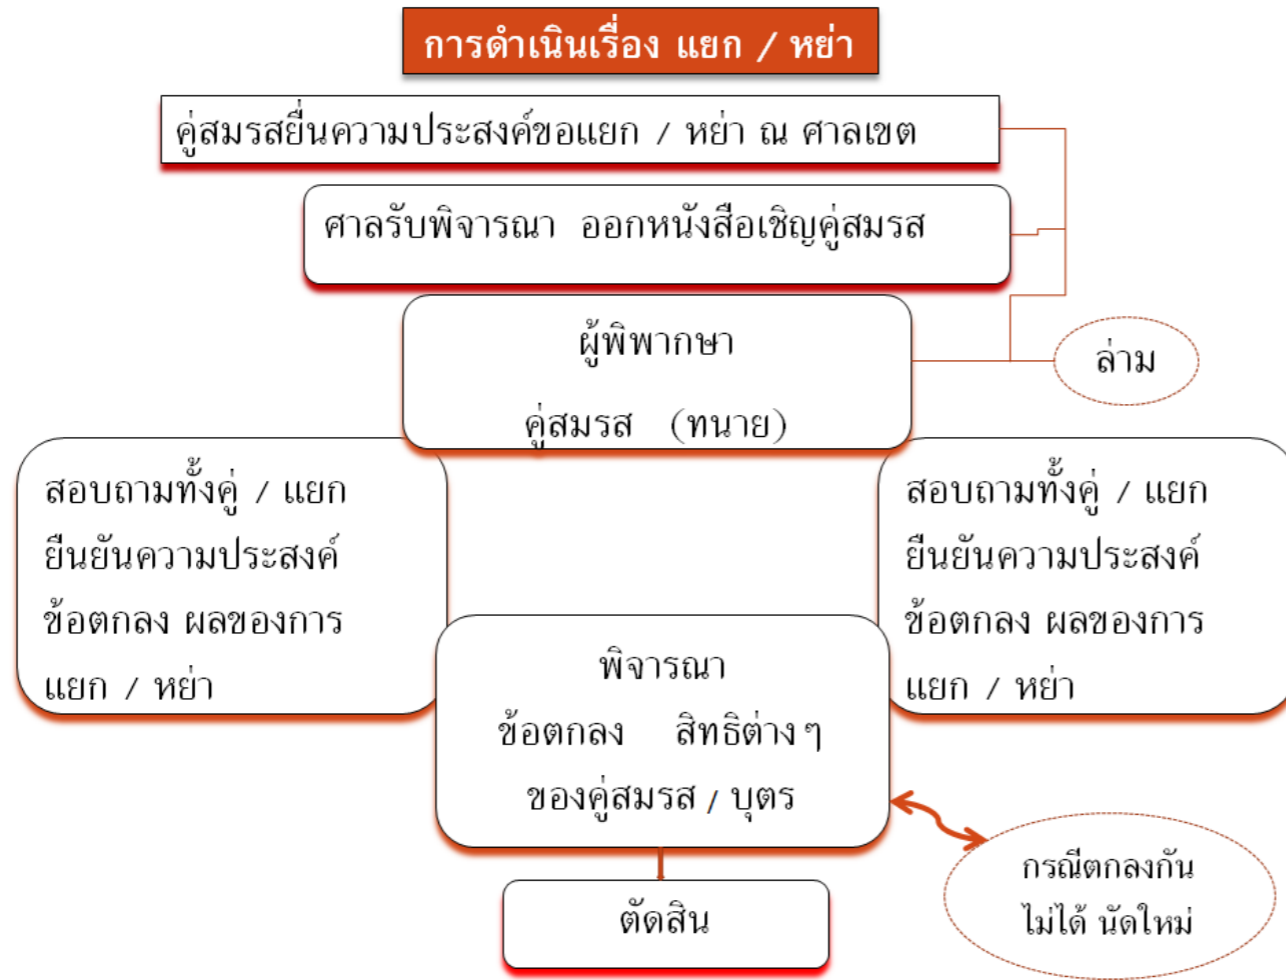 การดำเนินเรื่อง แยก / หย่า
คู่สมรสยื่นความประสงค์ขอแยก / หย่า ณ ศาลเขต
ศาลรับพิจารณา ออกหนังสือเชิญคู่สมรส
ผู้พิพากษา
คู่สมรส (ทนาย)
ล่าม
สอบถามทั้งคู่ / แยก
ยืนยันความประสงค์
ข้อตกลง ผลของการ
แยก / หย่า
สอบถามทั้งคู่ / แยก
ยืนยันความประสงค์
ข้อตกลง ผลของการ
แยก / หย่า
พิจารณา
ข้อตกลง สิทธิต่างๆ
ของคู่สมรส / บุตร
กรณีตกลงกัน
ไม่ได้ นัดใหม่
ตัดสิน